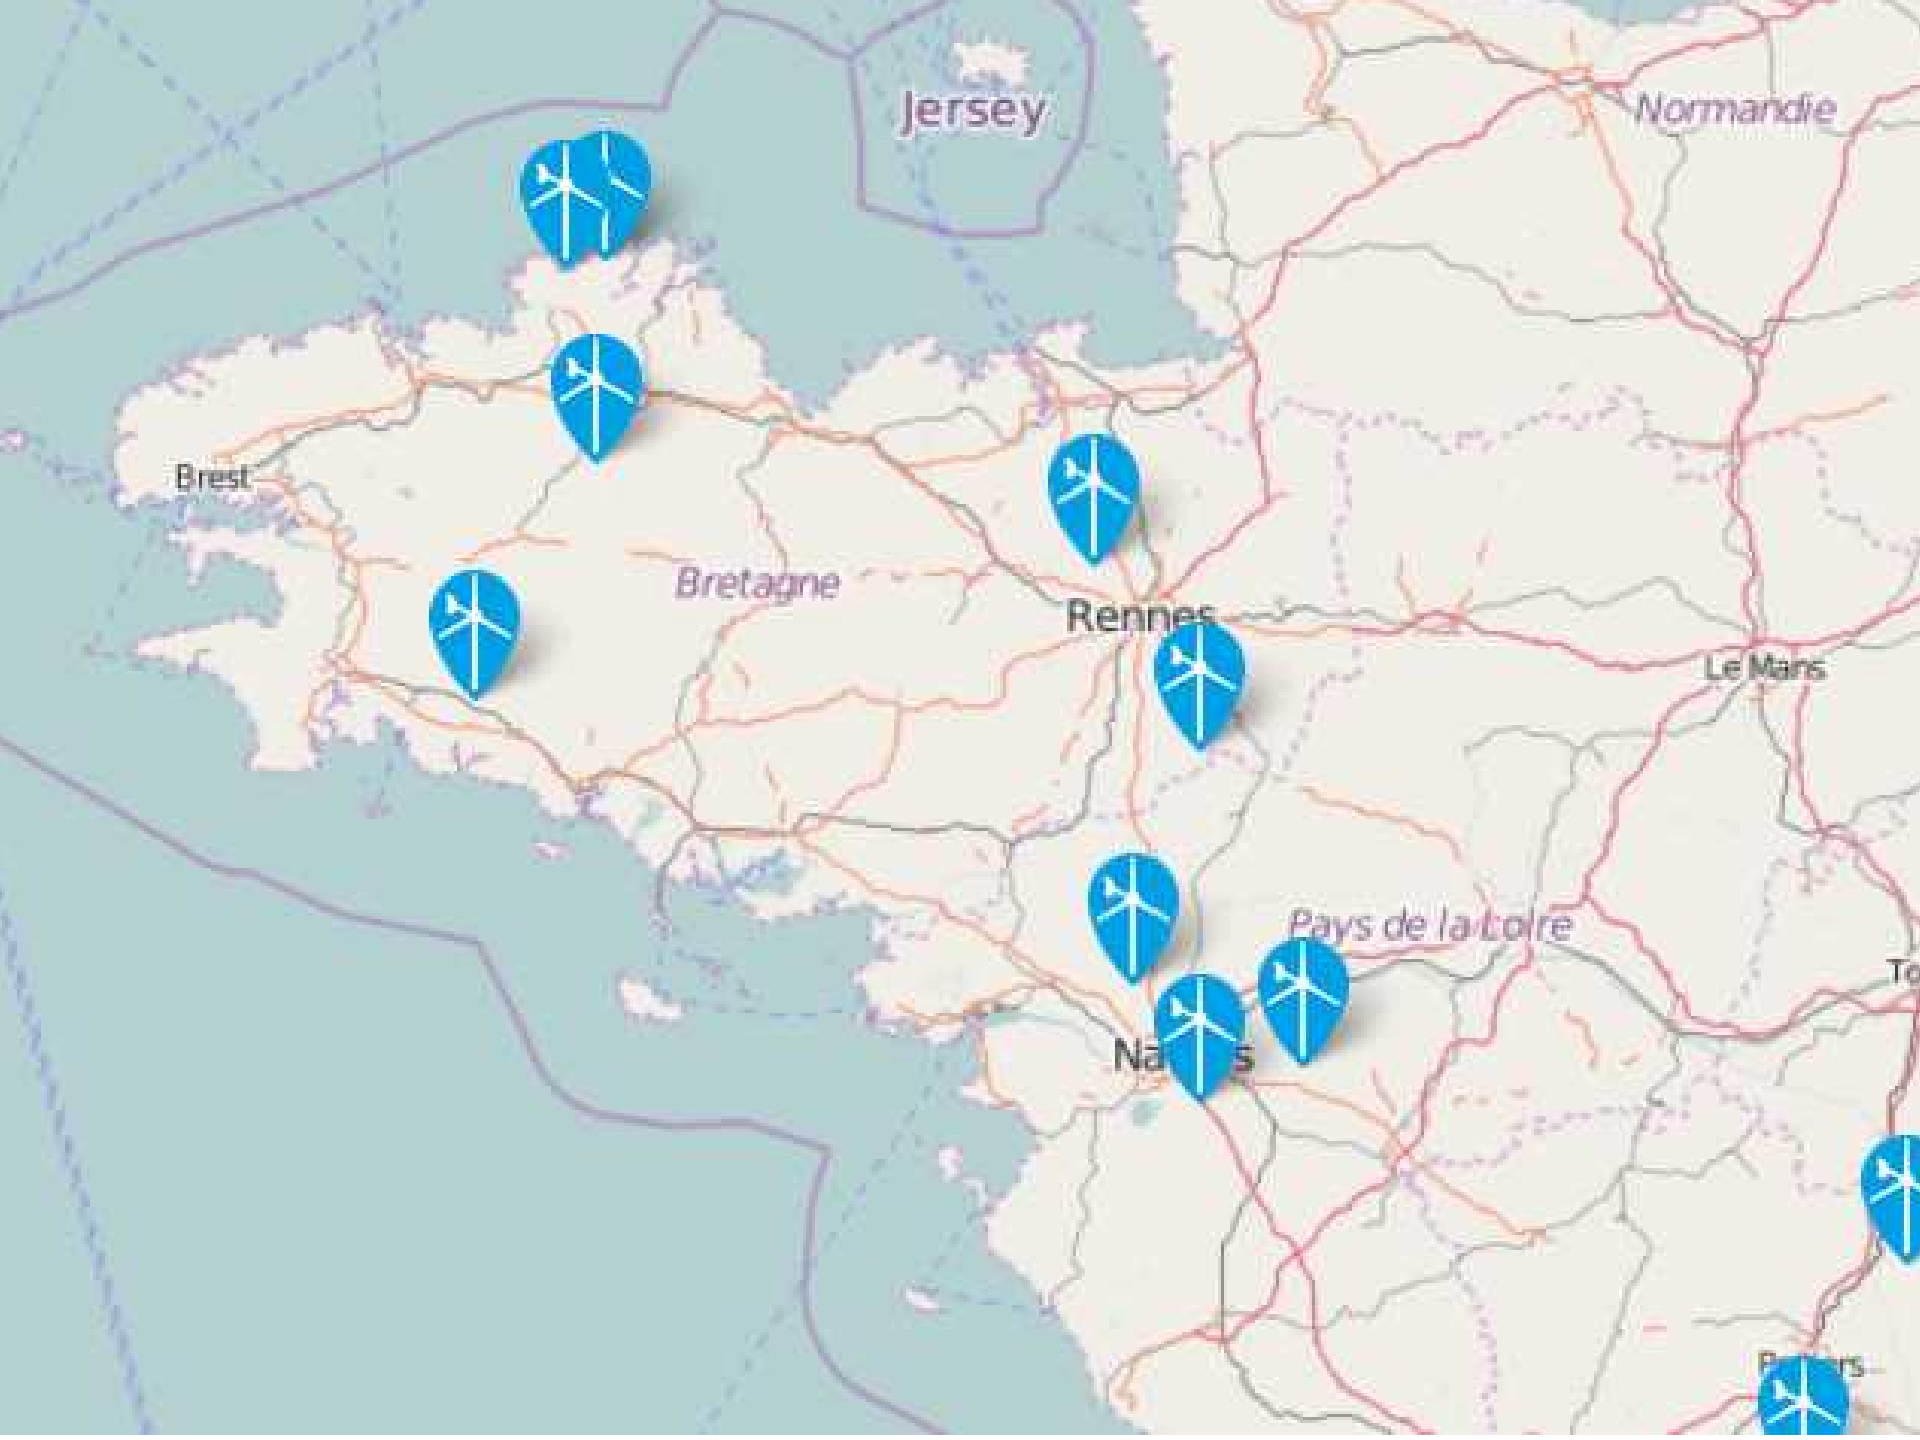 Jersey
Normandie
Brest
Bretagne
Rennes
Le Mans
Pays de la Loire